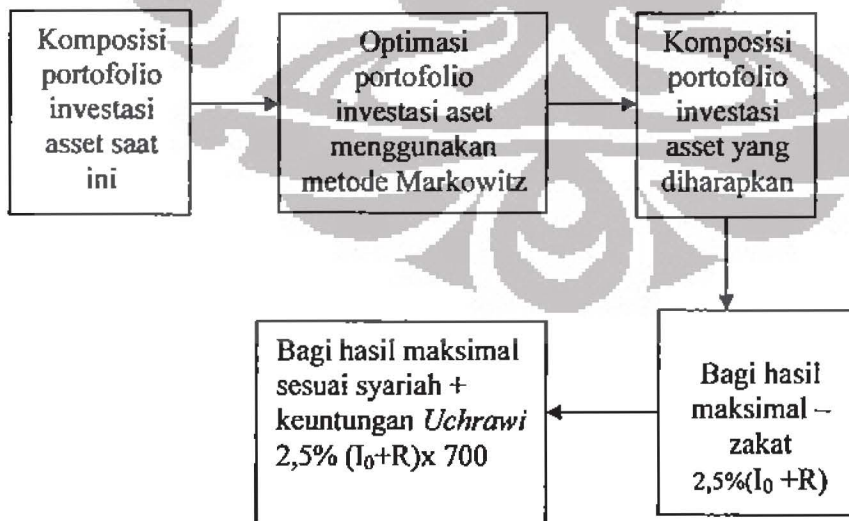 Komposisi
portofolio
investasi
asset saat
ini
Optimasi
portofolio
investasi aset
menggunakan
metode Markowitz
Komposisi
portofolio
investasi
asset yang
diharapkan
Bagi hasil
maksimal –
zakat
2,5%(I₀ +R)
Bagi hasil maksimal
sesuai syariah +
keuntungan Uchrawi
2,5% (I₀+R)x 700